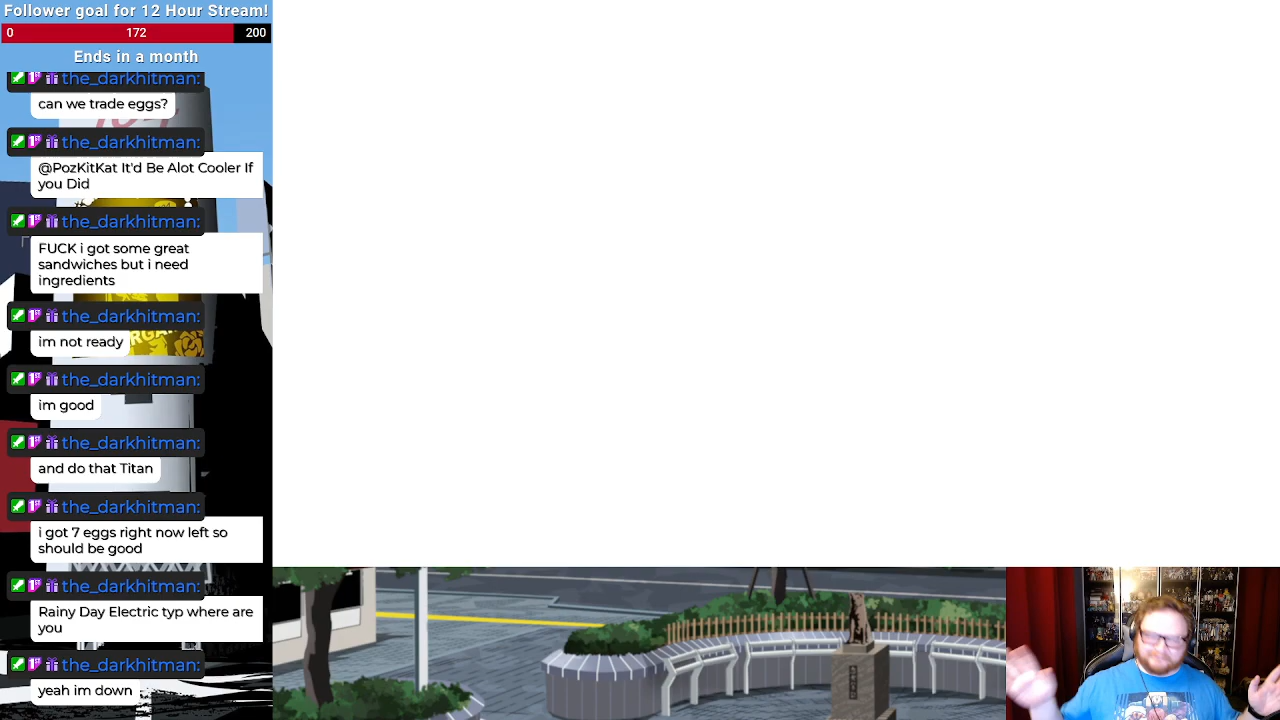 Follower goal for 12 Hour Stream!
0 172 200
Ends in a month
the_darkhitman:
can we trade eggs?
the_darkhitman:
@PozKitKat It'd Be Alot Cooler If
you Did
the_darkhitman:
FUCK i got some great
sandwiches but i need
ingredients
the_darkhitman:
im not ready
the_darkhitman:
im good
the_darkhitman:
and do that Titan
the_darkhitman:
i got 7 eggs right now left so
should be good
the_darkhitman:
Rainy Day Electric typ where are
you
the_darkhitman:
yeah im down